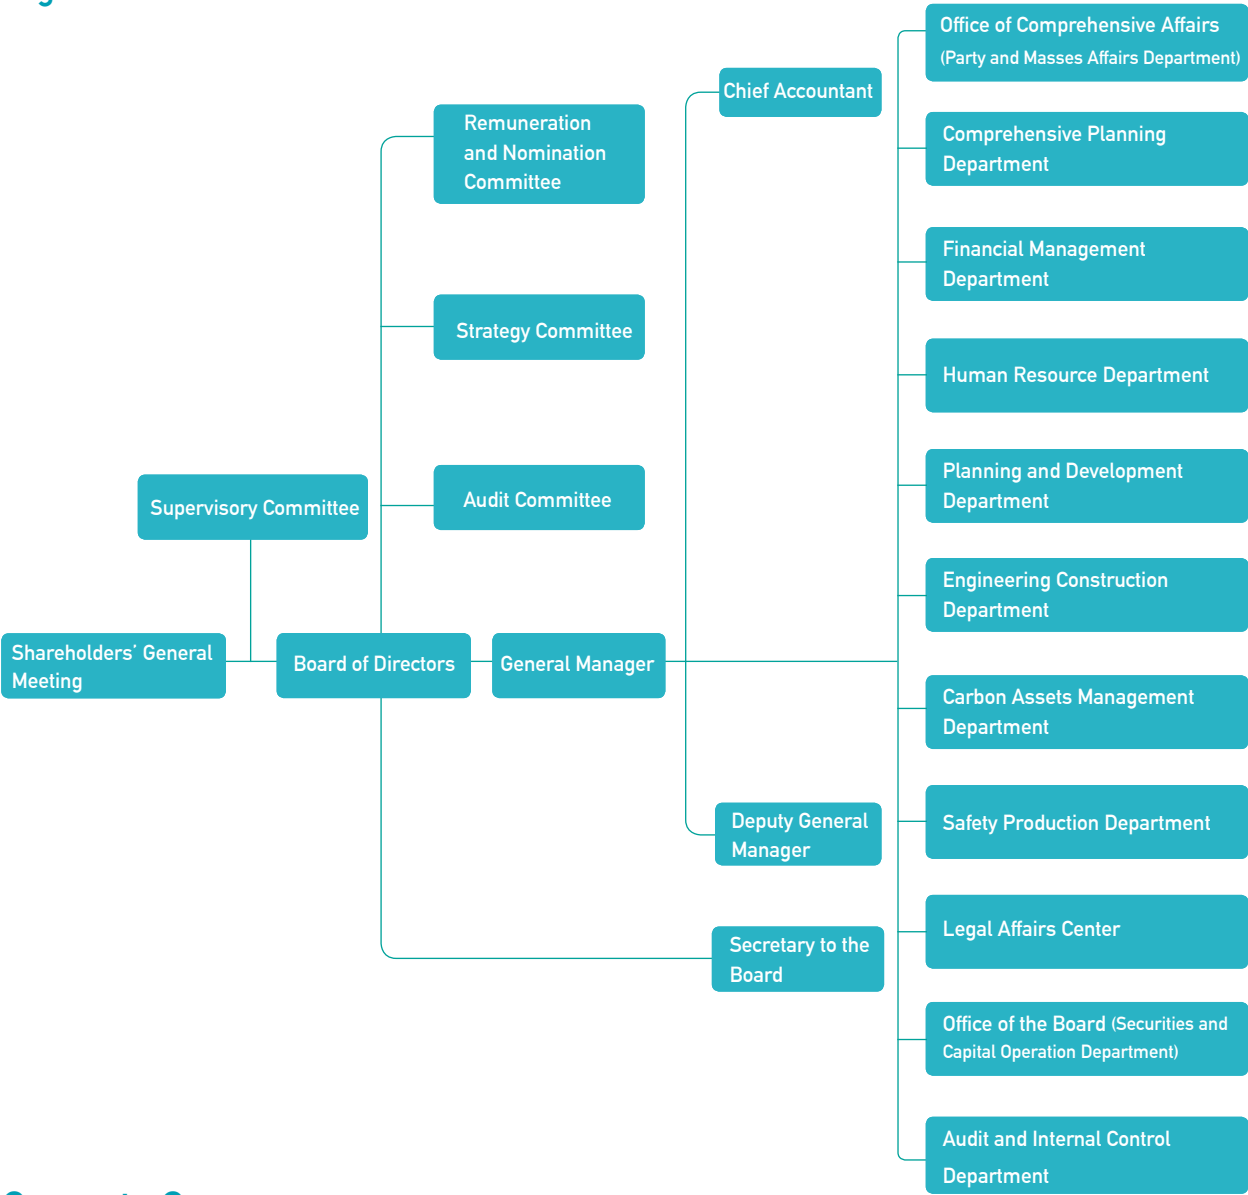 Chief Accountant
Remuneration
and Nomination
Committee
Strategy Committee
Audit Committee
Supervisory Committee
Shareholders' General
Meeting
Board of Directors
General Manager
Deputy General
Manager
Secretary to the
Board
Office of Comprehensive Affairs
(Party and Masses Affairs Department)
Comprehensive Planning
Department
Financial Management
Department
Human Resource Department
Planning and Development
Department
Engineering Construction
Department
Carbon Assets Management
Department
Safety Production Department
Legal Affairs Center
Office of the Board (Securities and
Capital Operation Department)
Audit and Internal Control
Department